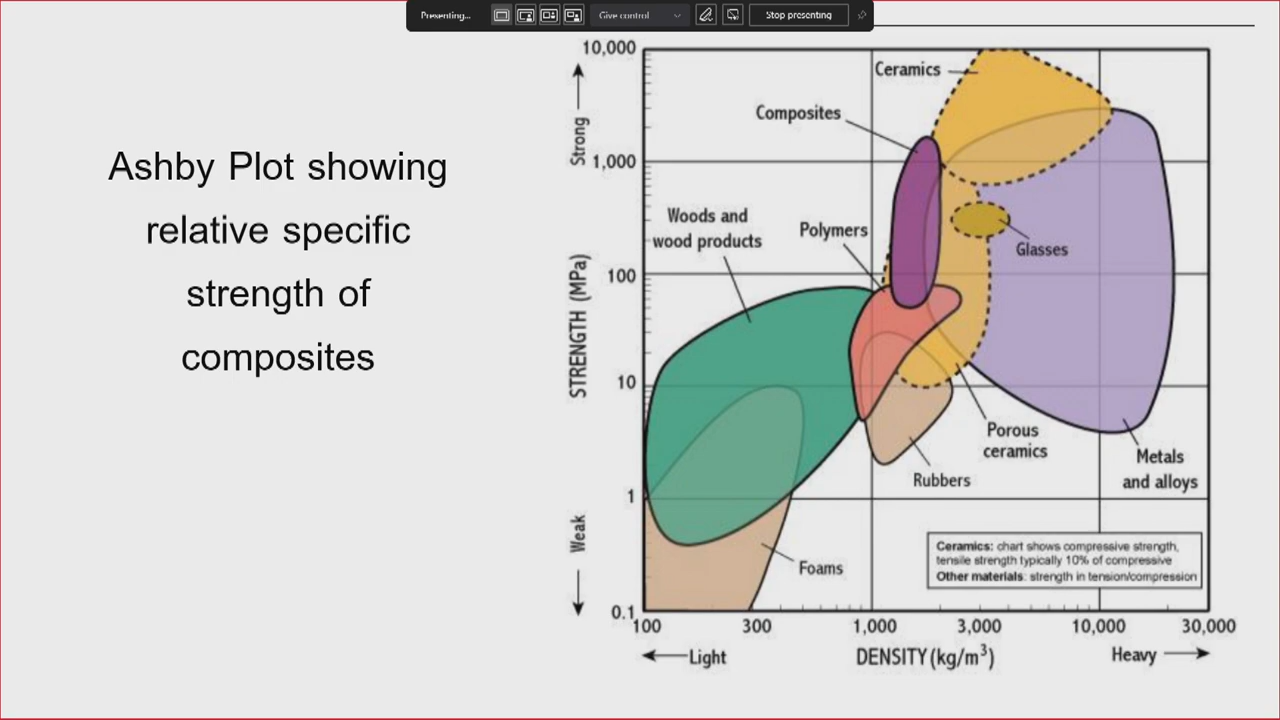 Presenting...
Give control
Stop presenting
Ashby Plot showing
relative specific
strength of
composites
10,000
1,000
100
10
1
0.1
Strong
STRENGTH (MPa)
Weak
Ceramics
Composites
Woods and
wood products
Polymers
Glasses
Porous
ceramics
Rubbers
Metals
and alloys
Foams
Ceramics: chart shows compressive strength,
tensile strength typically 10% of compressive
Other materials: strength in tension/compression
100
300
1,000
3,000
10,000
30,000
Light
DENSITY (kg/m³)
Heavy